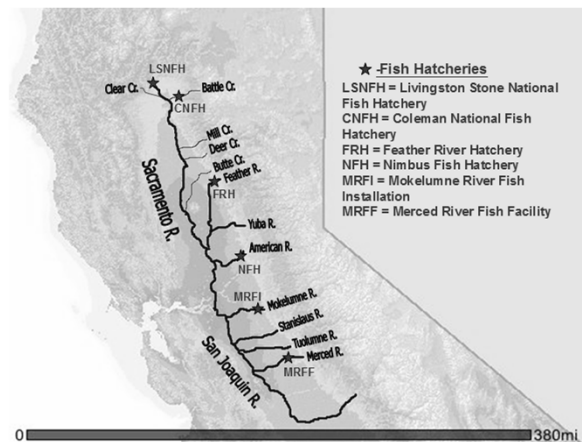 LSNFH
Clear Cr.
Battle Cr.
CNFH
Mill Cr.
Deer Cr.
Butte Cr.
Feather R.
FRH
Sacramento R.
Yuba R.
American R.
NFH
MRFI
Mokelumne R.
Stanislaus R.
Tuolumne R.
Merced R.
MRFF
San Joaquin R.
-Fish Hatcheries
LSNFH = Livingston Stone National
Fish Hatchery
CNFH = Coleman National Fish
Hatchery
FRH = Feather River Hatchery
NFH = Nimbus Fish Hatchery
MRFI = Mokelumne River Fish
Installation
MRFF = Merced River Fish Facility
0
380mi